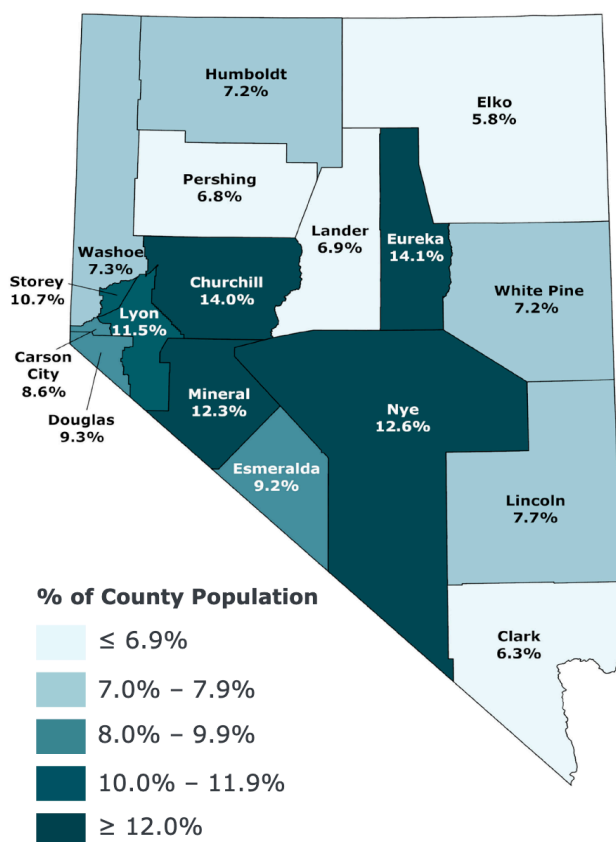 Humboldt
7.2%
Elko
5.8%
Pershing
6.8%
Lander
6.9%
Eureka
14.1%
Washoe
7.3%
Churchill
14.0%
Storey
10.7%
Lyon
11.5%
White Pine
7.2%
Carson
City
8.6%
Douglas
9.3%
Mineral
12.3%
Nye
12.6%
Esmeralda
9.2%
Lincoln
7.7%
Clark
6.3%
% of County Population
≤ 6.9%
7.0% – 7.9%
8.0% – 9.9%
10.0% – 11.9%
≥ 12.0%